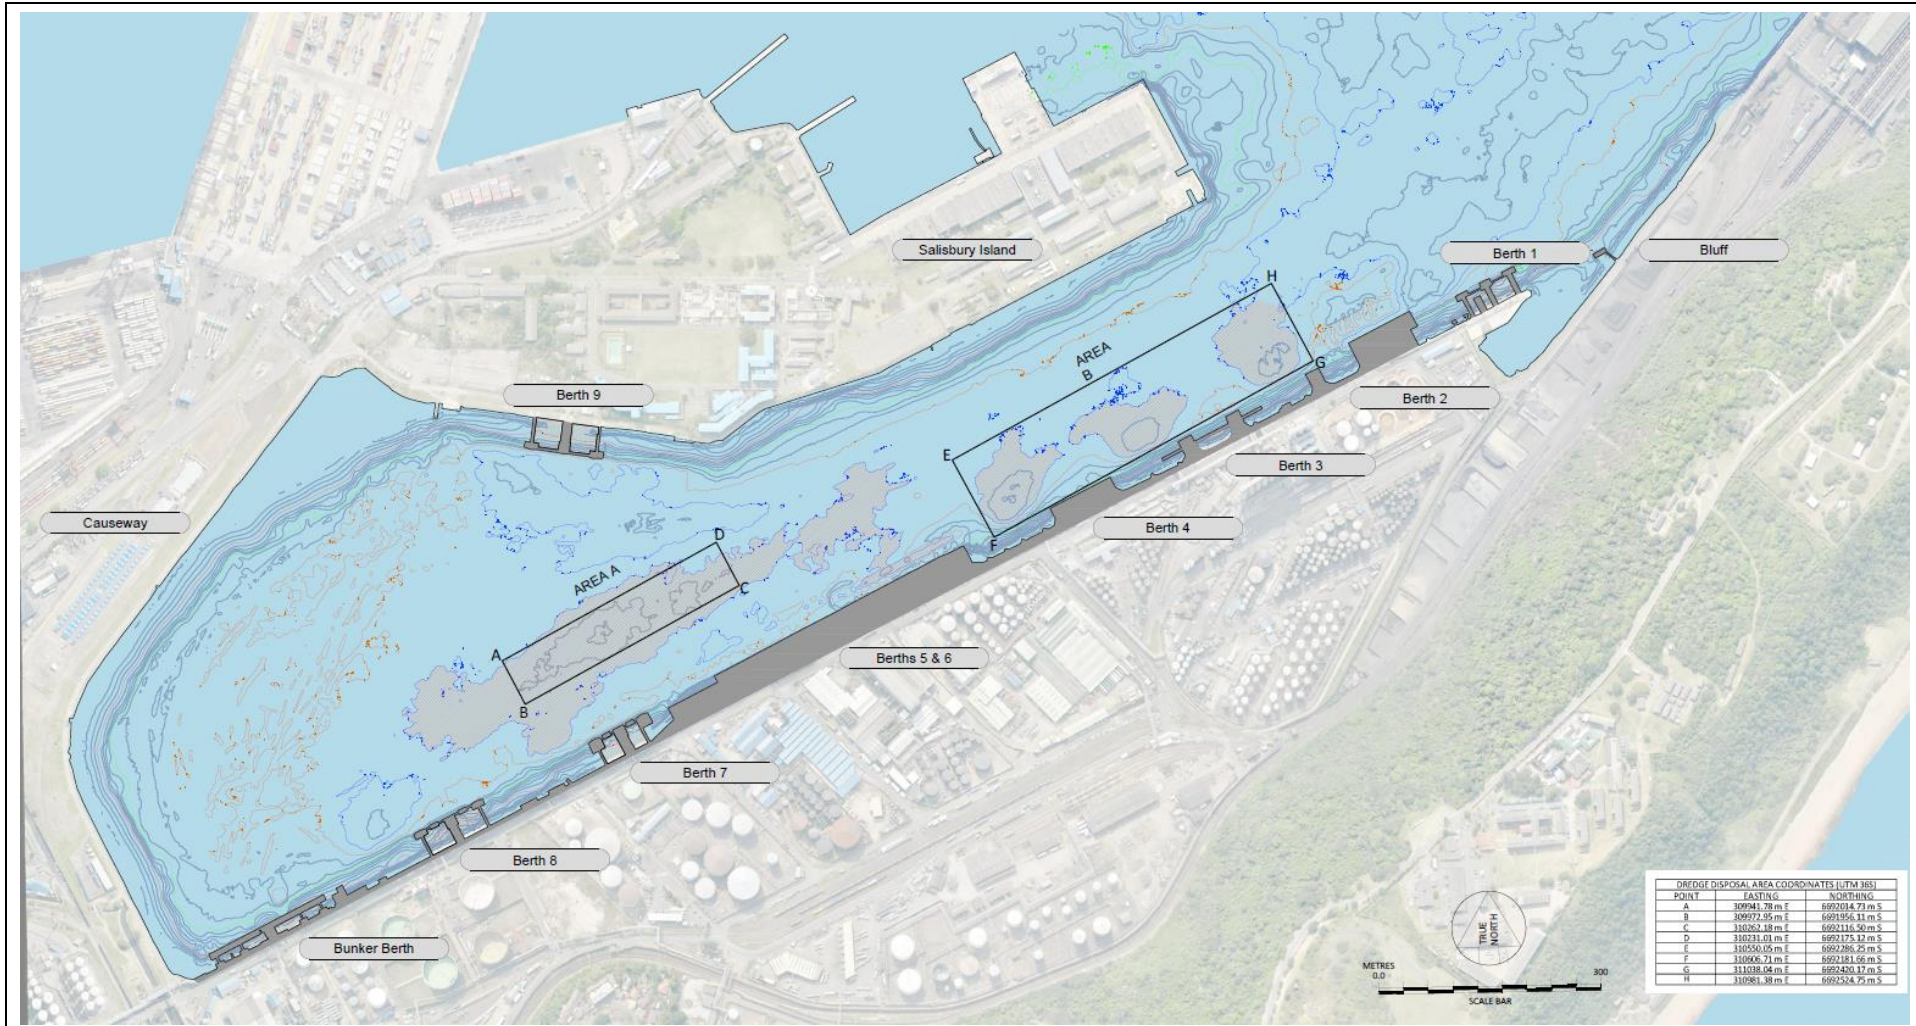 Salisbury Island
Berth 1
Bluff
H
AREA
B
G
Berth 9
Berth 2
E
Berth 3
Causeway
Berth 4
F
D
AREA A
C
A
Berths 5 & 6
B
Berth 7
Berth 8
Bunker Berth
TRUE
NORTH
METRES
0.0
300
SCALE BAR
DREDGE DISPOSAL AREA COORDINATES (UTM 36S)
POINT EASTING NORTHING
A 309941.78 m E 6692014.73 m S
B 309972.95 m E 6691956.11 m S
C 310262.18 m E 6692116.50 m S
D 310231.01 m E 6692175.12 m S
E 310550.05 m E 6692286.25 m S
F 310606.71 m E 6692181.66 m S
G 311038.04 m E 6692420.17 m S
H 310981.38 m E 6692524.75 m S